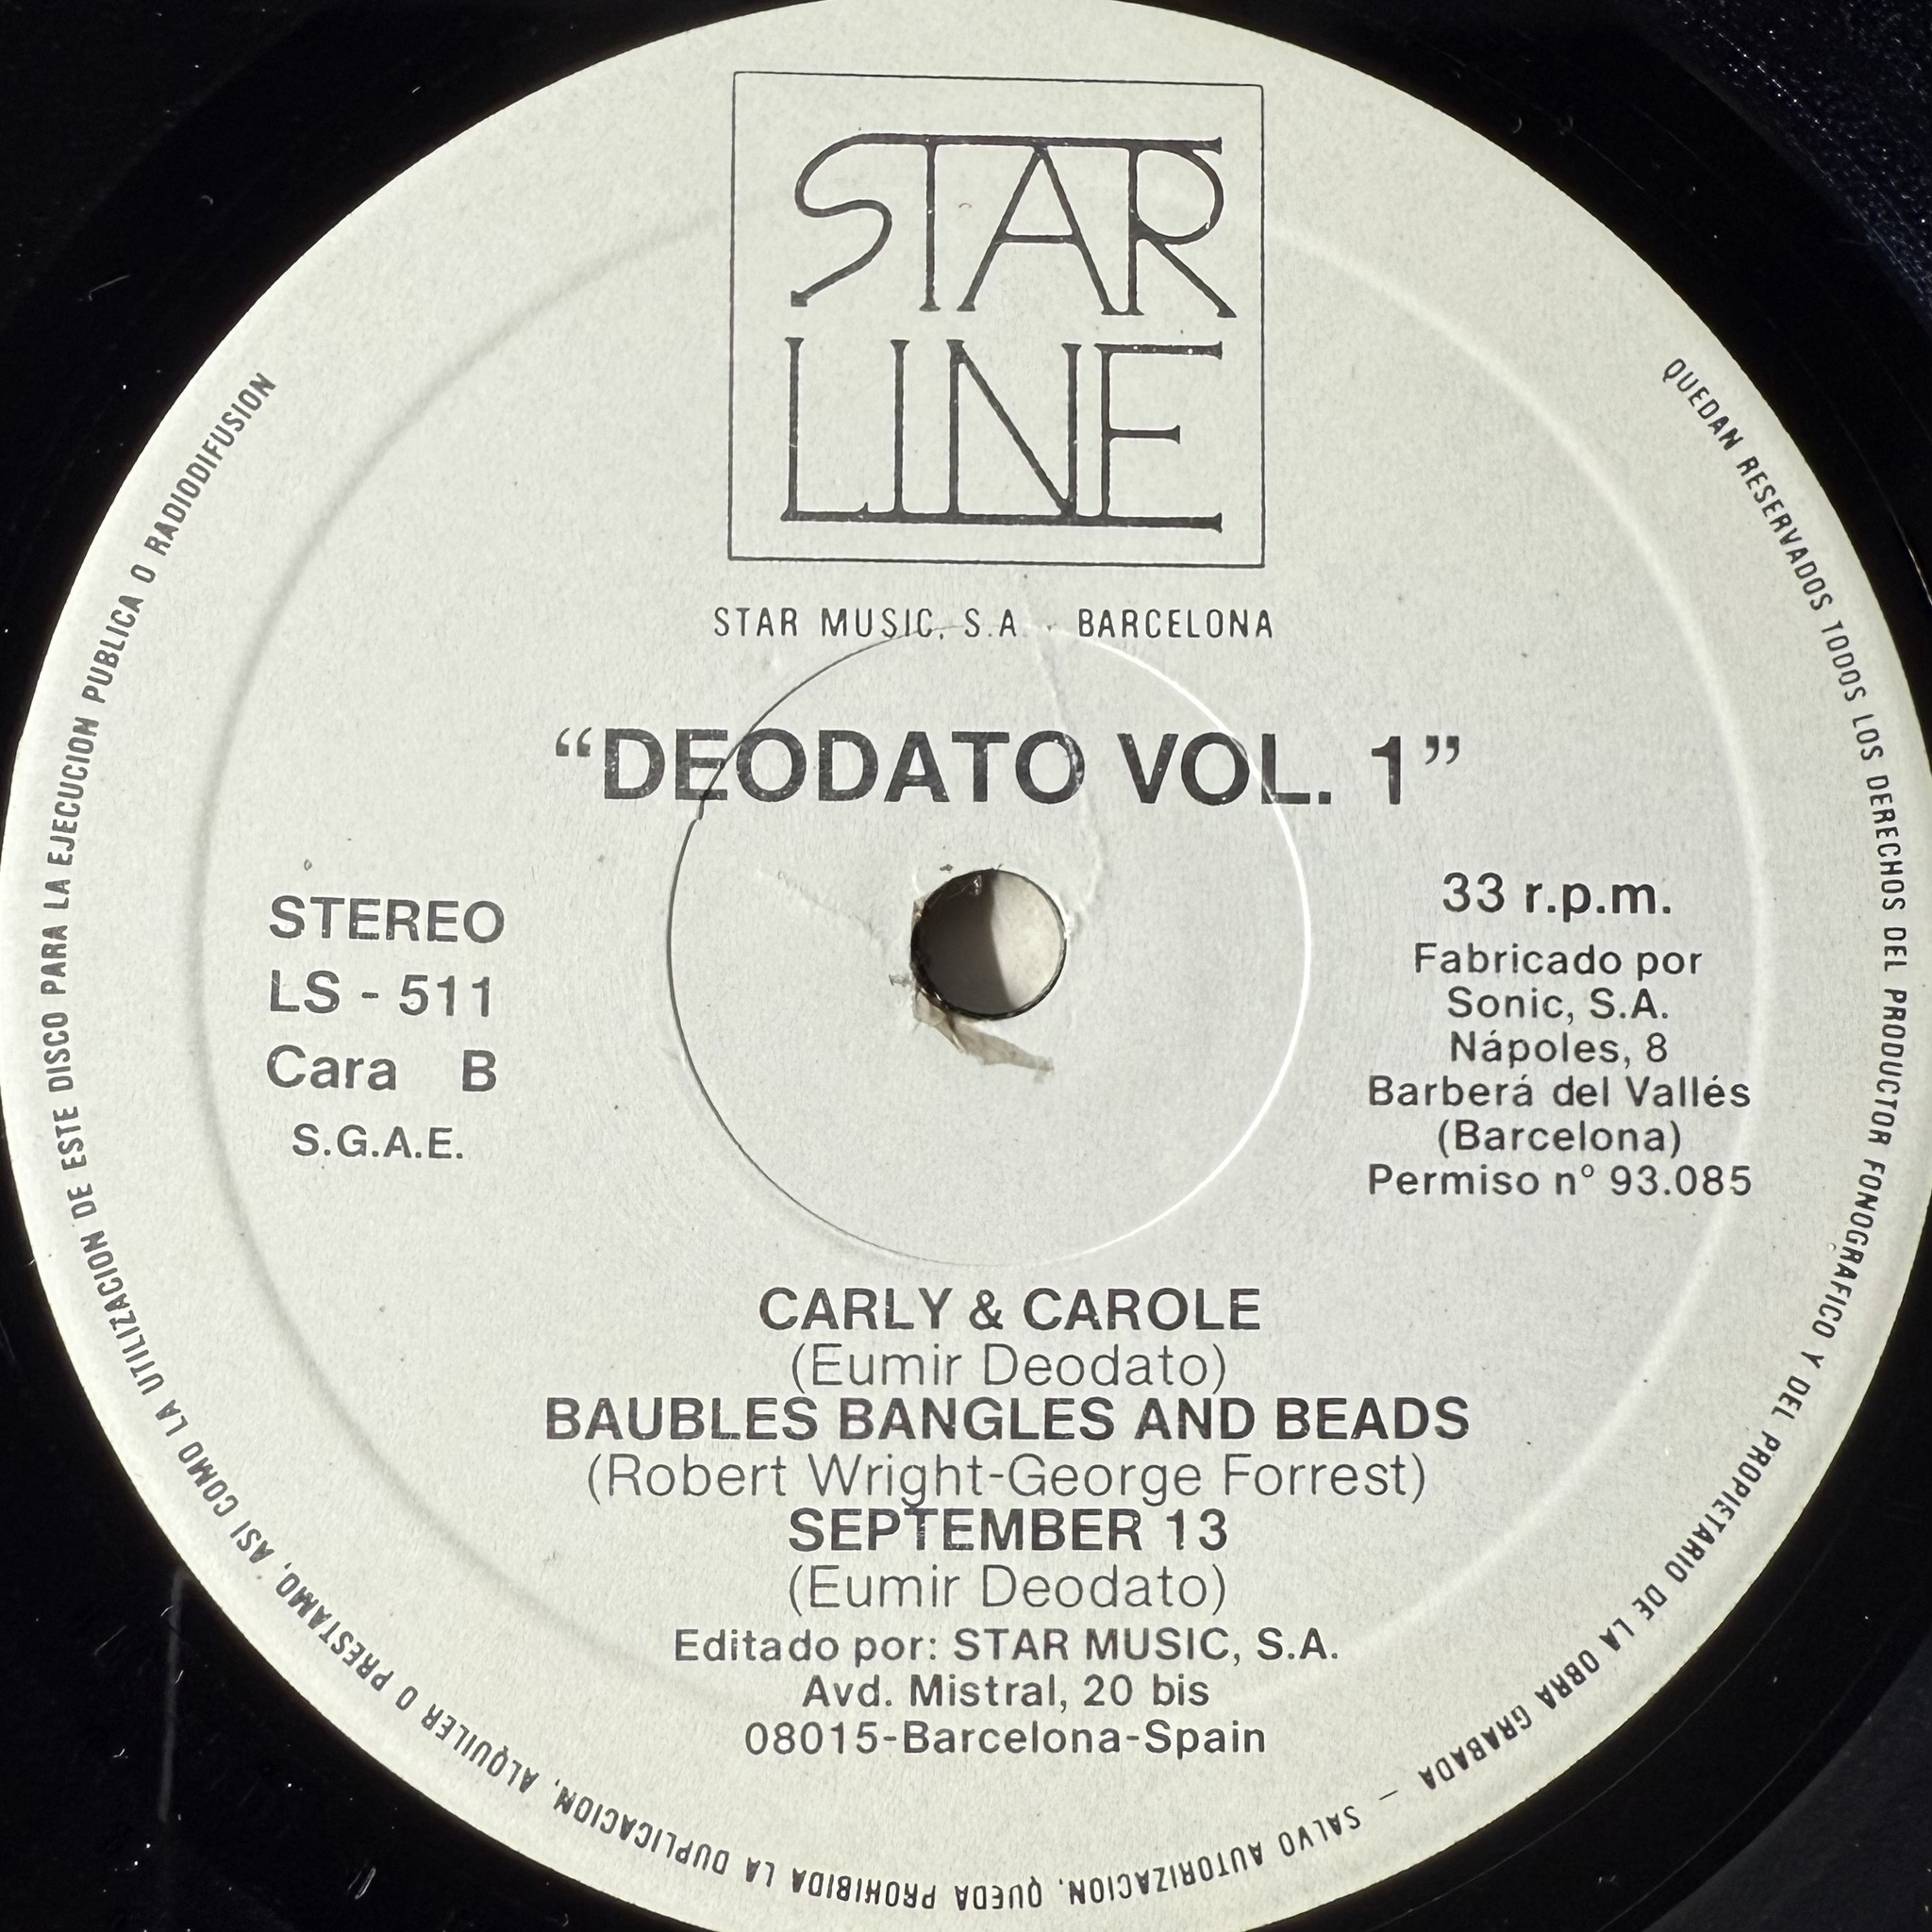 STAR
LINE
STAR MUSIC, S.A. - BARCELONA
“DEODATO VOL. 1”
STEREO
LS - 511
Cara B
S.G.A.E.
33 r.p.m.
Fabricado por
Sonic, S.A.
Nápoles, 8
Barberá del Vallés
(Barcelona)
Permiso nº 93.085
CARLY & CAROLE
(Eumir Deodato)
BAUBLES BANGLES AND BEADS
(Robert Wright-George Forrest)
SEPTEMBER 13
(Eumir Deodato)
Editado por: STAR MUSIC, S.A.
Avd. Mistral, 20 bis
08015-Barcelona-Spain
QUEDAN RESERVADOS TODOS LOS DERECHOS DEL PRODUCTOR FONOGRAFICO Y DEL PROPIETARIO DE LA OBRA GRABADA — SALVO AUTORIZACION, QUEDA PROHIBIDA LA DUPLICACION, ALQUILER O PRESTAMO, ASI COMO LA UTILIZACION DE ESTE DISCO PARA LA EJECUCION PUBLICA O RADIODIFUSION